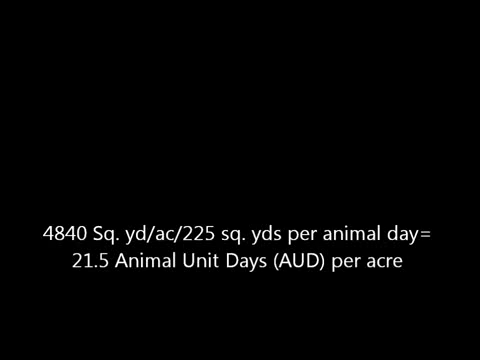 4840 Sq. yd/ac/225 sq. yds per animal day=
21.5 Animal Unit Days (AUD) per acre